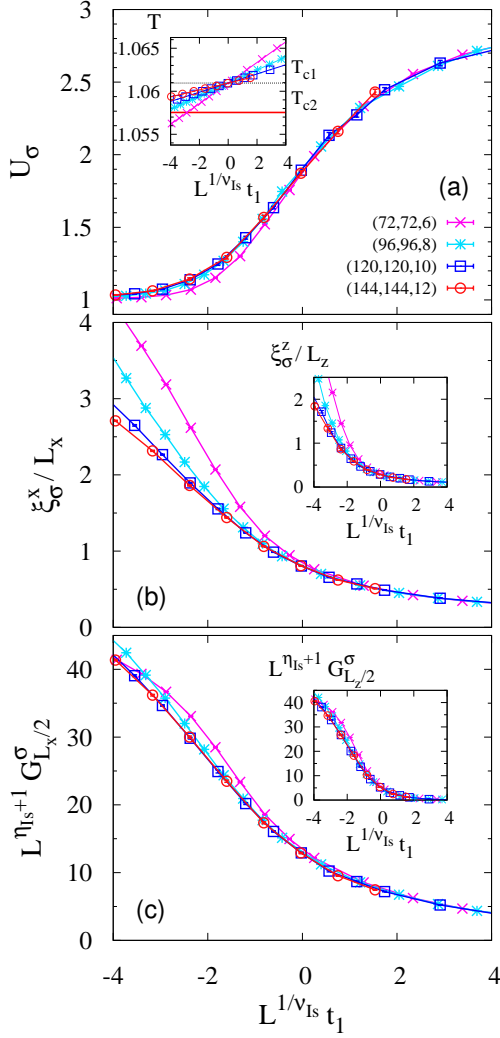 T
1.061
1.06
1.055
T_c1
T_c2
-4 -2 0 2 4
L^{1/ν_Is} t_1
3
2.5
2
1.5
1
U_σ
(a)
(72,72,6)
(96,96,8)
(120,120,10)
(144,144,12)
4
3
2
1
0
ξ_σ^x / L_x
ξ_σ^z / L_z
2
1
0
-4 -2 0 2 4
L^{1/ν_Is} t_1
(b)
50
40
30
20
10
0
L^{η_Is+1} G^σ_{L_x/2}
L^{η_Is+1} G^σ_{L_z/2}
40
30
20
10
0
-4 -2 0 2 4
L^{1/ν_Is} t_1
(c)
-4 -2 0 2 4
L^{1/ν_Is} t_1